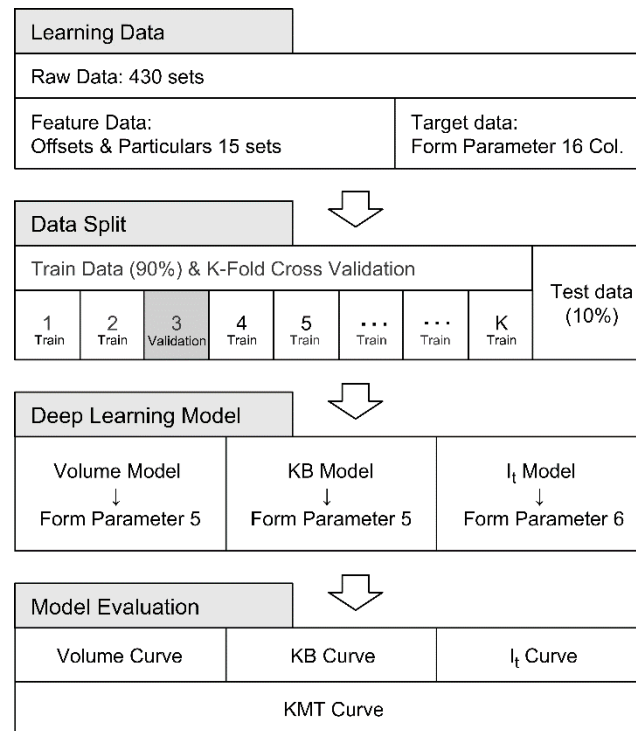 Learning Data
Raw Data: 430 sets
Feature Data:
Offsets & Particulars 15 sets
Target data:
Form Parameter 16 Col.
Data Split
Train Data (90%) & K-Fold Cross Validation
1
Train
2
Train
3
Validation
4
Train
5
Train
...
Train
...
Train
K
Train
Test data
(10%)
Deep Learning Model
Volume Model
↓
Form Parameter 5
KB Model
↓
Form Parameter 5
It Model
↓
Form Parameter 6
Model Evaluation
Volume Curve
KB Curve
It Curve
KMT Curve